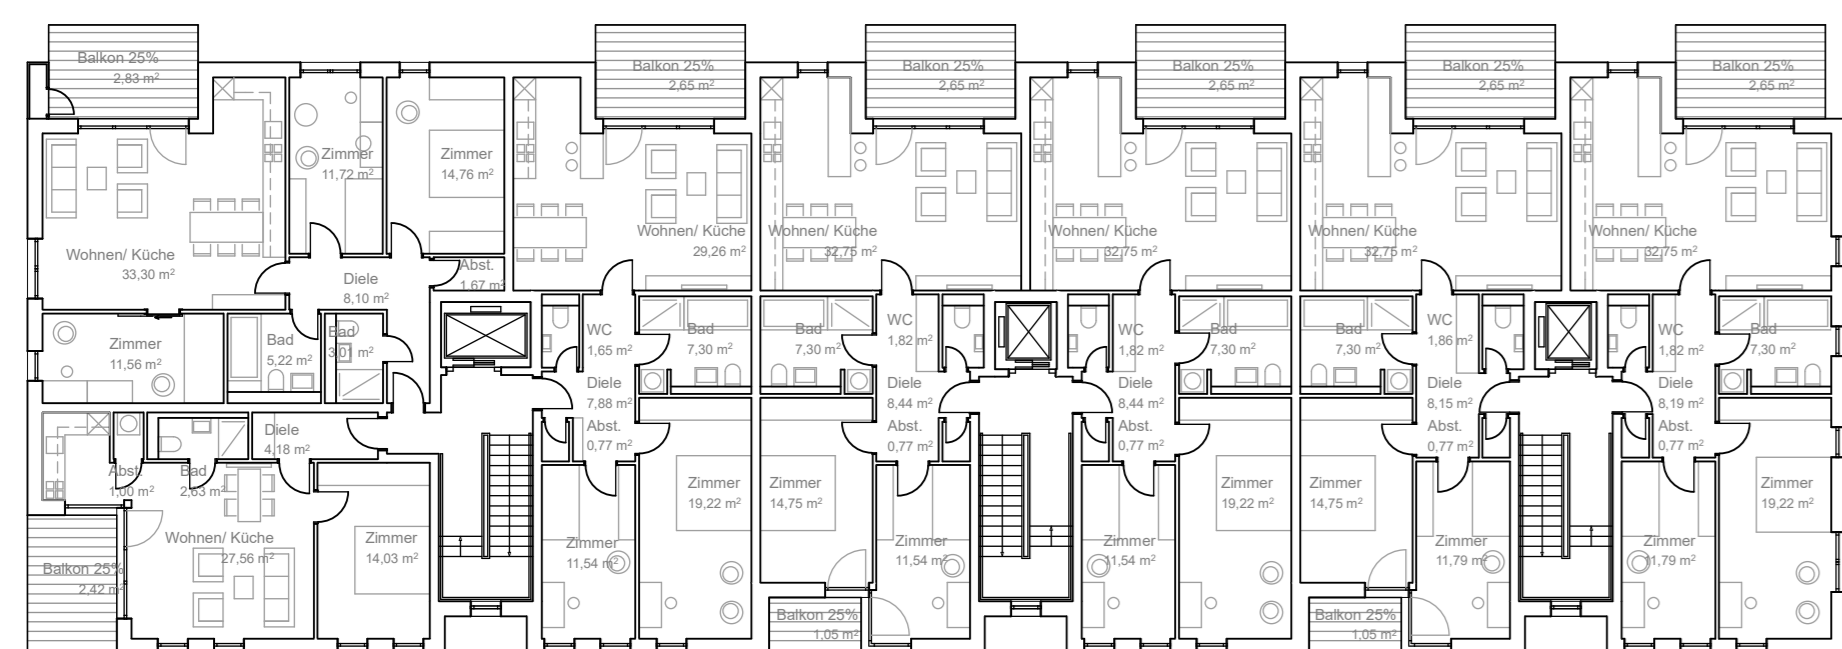 Balkon 25%
2,83 m²
Balkon 25%
2,65 m²
Balkon 25%
2,65 m²
Balkon 25%
2,65 m²
Balkon 25%
2,65 m²
Balkon 25%
2,65 m²
Zimmer
11,72 m²
Zimmer
14,76 m²
Wohnen/ Küche
33,30 m²
Wohnen/ Küche
29,26 m²
Wohnen/ Küche
32,75 m²
Wohnen/ Küche
32,75 m²
Wohnen/ Küche
32,75 m²
Wohnen/ Küche
32,75 m²
Diele
8,10 m²
Abst.
1,67 m²
Zimmer
11,56 m²
Bad
5,22 m²
Bad
3,01 m²
WC
1,65 m²
Bad
7,30 m²
Bad
7,30 m²
WC
1,82 m²
WC
1,82 m²
Bad
7,30 m²
Bad
7,30 m²
WC
1,86 m²
WC
1,82 m²
Bad
7,30 m²
Diele
7,88 m²
Abst.
0,77 m²
Diele
8,44 m²
Abst.
0,77 m²
Diele
8,44 m²
Abst.
0,77 m²
Diele
8,15 m²
Abst.
0,77 m²
Diele
8,19 m²
Abst.
0,77 m²
Diele
4,18 m²
Abst.
1,00 m²
Bad
2,63 m²
Zimmer
19,22 m²
Zimmer
14,75 m²
Zimmer
19,22 m²
Zimmer
14,75 m²
Zimmer
19,22 m²
Wohnen/ Küche
27,56 m²
Zimmer
14,03 m²
Zimmer
11,54 m²
Zimmer
11,54 m²
Zimmer
11,54 m²
Zimmer
11,79 m²
Zimmer
11,79 m²
Balkon 25%
2,42 m²
Balkon 25%
1,05 m²
Balkon 25%
1,05 m²